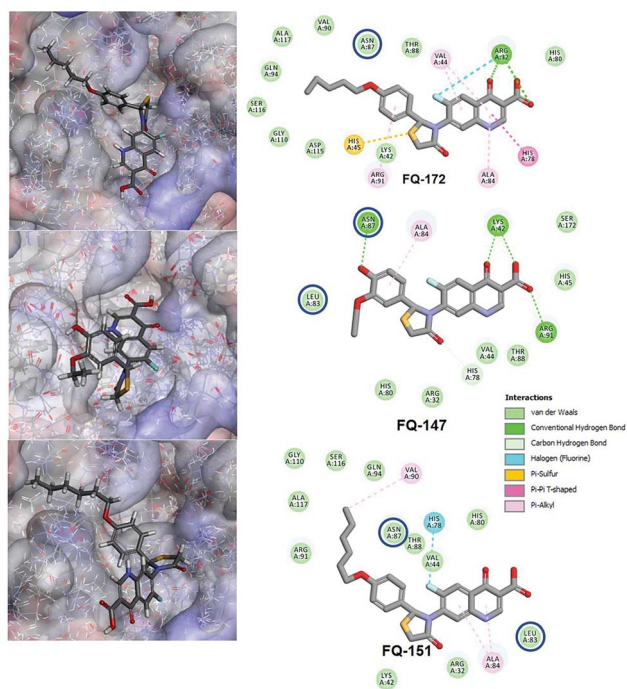 VAL
A:90
ALA
A:117
ASN
A:87
THR
A:88
VAL
A:44
ARG
A:32
HIS
A:80
GLN
A:94
SER
A:116
GLY
A:110
ASP
A:115
HIS
A:45
LYS
A:42
ARG
A:91
FQ-172
ALA
A:84
HIS
A:78
ASN
A:87
ALA
A:84
LYS
A:42
SER
A:172
LEU
A:83
HIS
A:45
ARG
A:91
VAL
A:44
THR
A:88
HIS
A:78
HIS
A:80
ARG
A:32
FQ-147
Interactions
van der Waals
Conventional Hydrogen Bond
Carbon Hydrogen Bond
Halogen (Fluorine)
Pi-Sulfur
Pi-Pi T-shaped
Pi-Alkyl
GLY
A:110
SER
A:116
GLN
A:94
VAL
A:90
ALA
A:117
ASN
A:87
THR
A:88
HIS
A:78
HIS
A:80
VAL
A:44
ARG
A:91
LEU
A:83
FQ-151
ARG
A:32
ALA
A:84
LYS
A:42